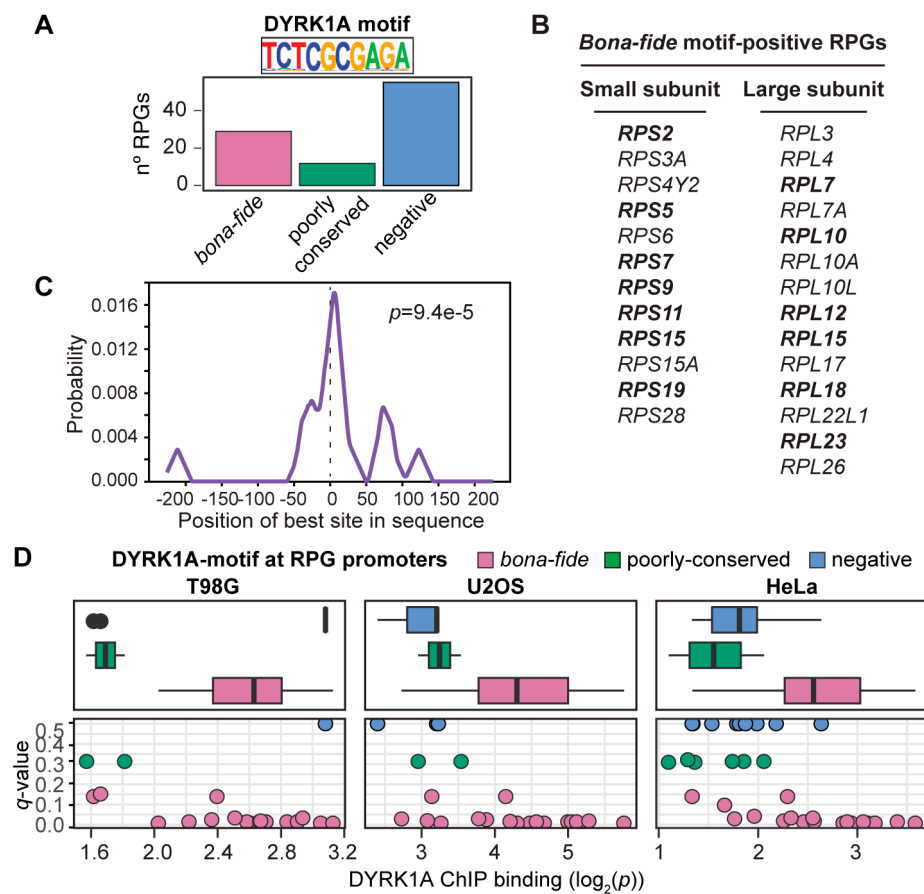 A
DYRK1A motif
TCTCGCGAGA
nº RPGs
40
20
0
bona-fide
poorly
conserved
negative
B
Bona-fide motif-positive RPGs
Small subunit Large subunit
RPS2 RPL3
RPS3A RPL4
RPS4Y2 RPL7
RPS5 RPL7A
RPS6 RPL10
RPS7 RPL10A
RPS9 RPL10L
RPS11 RPL12
RPS15 RPL15
RPS15A RPL17
RPS19 RPL18
RPS28 RPL22L1
RPL23
RPL26
C
p=9.4e-5
Probability
0.016
0.012
0.008
0.004
0.000
-200 -150 -100 -50 0 50 100 150 200
Position of best site in sequence
D
DYRK1A-motif at RPG promoters bona-fide poorly-conserved negative
T98G U2OS HeLa
q-value
0.5
0.4
0.3
0.2
0.1
0.0
1.6 2.0 2.4 2.8 3.2 3 4 5 1 2 3
DYRK1A ChIP binding (log2(p))